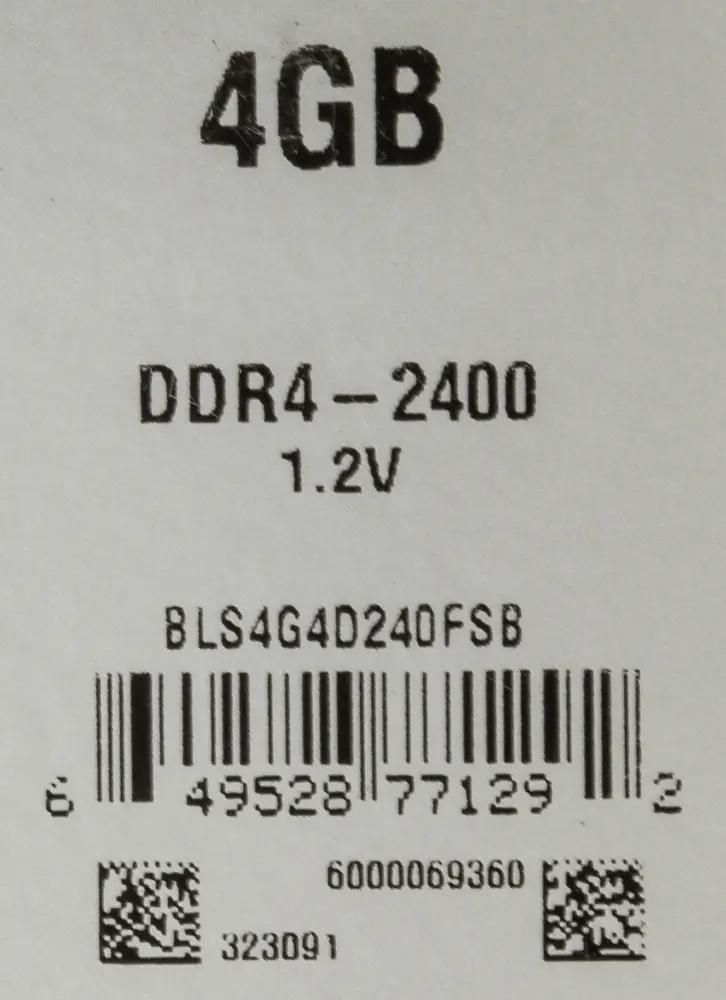 4GB
DDR4-2400
1.2V
BLS4G4D240FSB
6 49528 77129 2
6000069360
323091